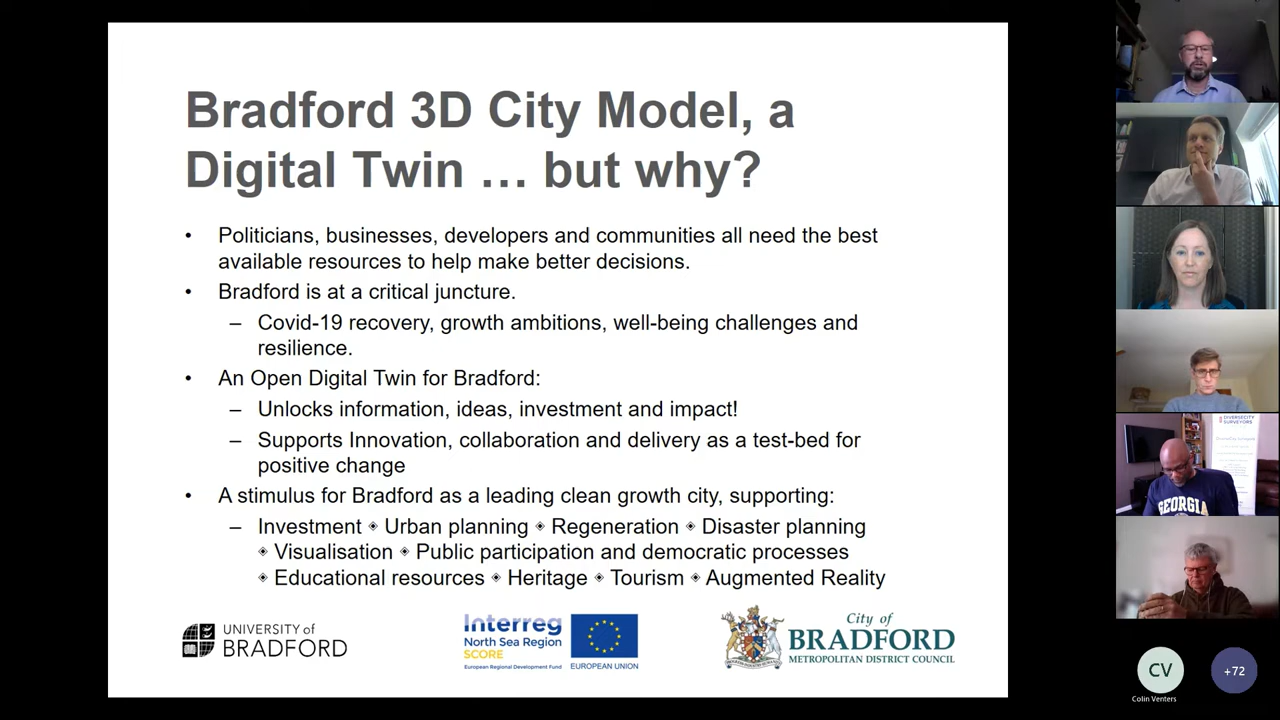 Bradford 3D City Model, a
Digital Twin … but why?
• Politicians, businesses, developers and communities all need the best
available resources to help make better decisions.
• Bradford is at a critical juncture.
– Covid-19 recovery, growth ambitions, well-being challenges and
resilience.
• An Open Digital Twin for Bradford:
– Unlocks information, ideas, investment and impact!
– Supports Innovation, collaboration and delivery as a test-bed for
positive change
• A stimulus for Bradford as a leading clean growth city, supporting:
– Investment ◈ Urban planning ◈ Regeneration ◈ Disaster planning
◈ Visualisation ◈ Public participation and democratic processes
◈ Educational resources ◈ Heritage ◈ Tourism ◈ Augmented Reality
UNIVERSITY of
BRADFORD
Interreg
North Sea Region
SCORE
European Regional Development Fund
EUROPEAN UNION
City of
BRADFORD
METROPOLITAN DISTRICT COUNCIL
DIVERSECITY
SURVEYORS
GEORGIA
CV
+72
Colin Venters